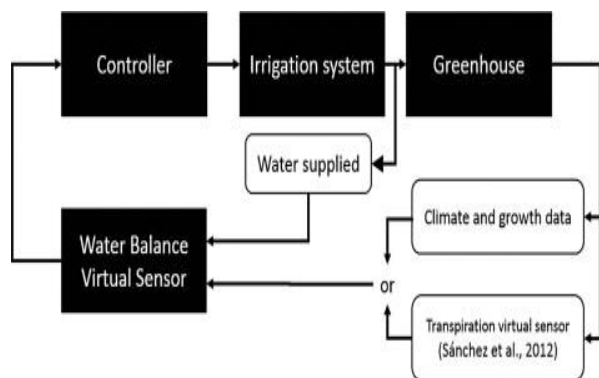 Controller
Irrigation system
Greenhouse
Water supplied
Climate and growth data
Water Balance
Virtual Sensor
or
Transpiration virtual sensor
(Sánchez et al., 2012)